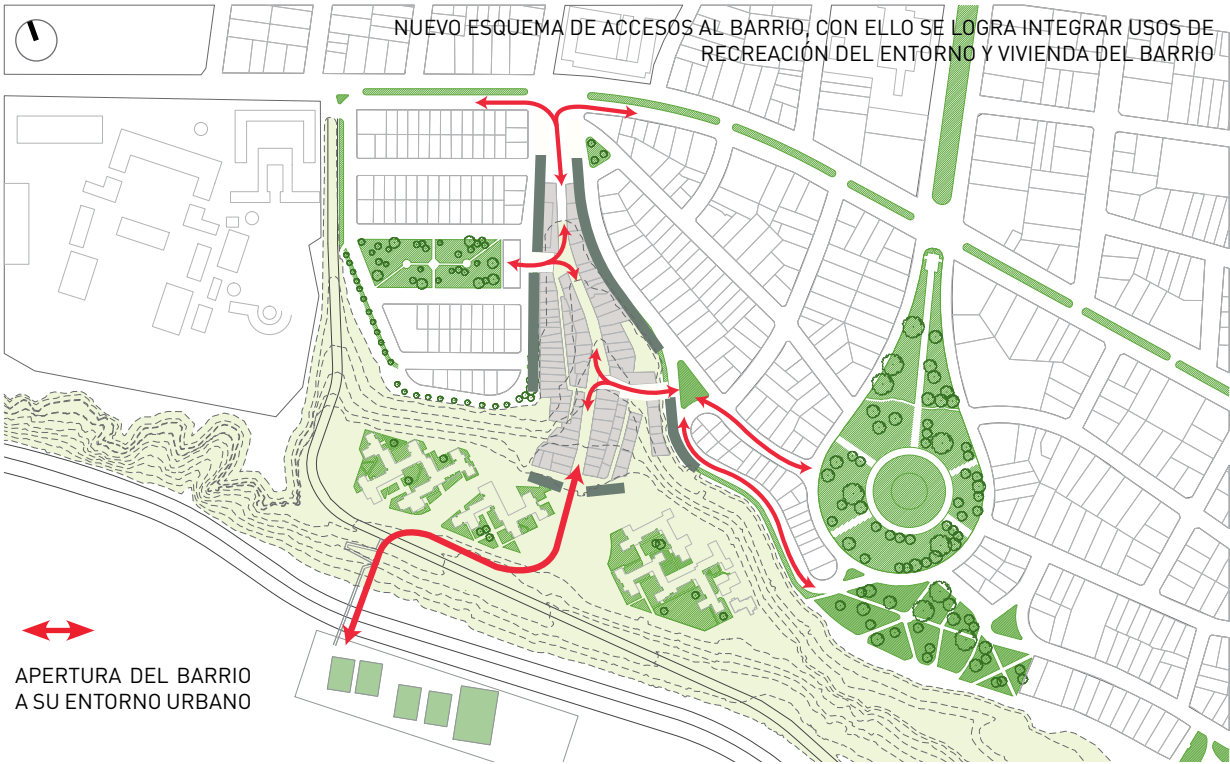 NUEVO ESQUEMA DE ACCESOS AL BARRIO, CON ELLO SE LOGRA INTEGRAR USOS DE
RECREACIÓN DEL ENTORNO Y VIVIENDA DEL BARRIO
APERTURA DEL BARRIO
A SU ENTORNO URBANO